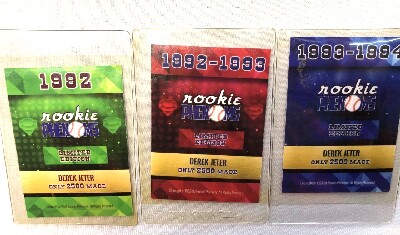 1992
rookie
PHENOMS
LIMITED
EDITION
DEREK JETER
ONLY 2500 MADE
1992-1993
rookie
PHENOMS
LIMITED
EDITION
DEREK JETER
ONLY 2500 MADE
1993-1994
rookie
PHENOMS
LIMITED
EDITION
DEREK JETER
ONLY 2500 MADE